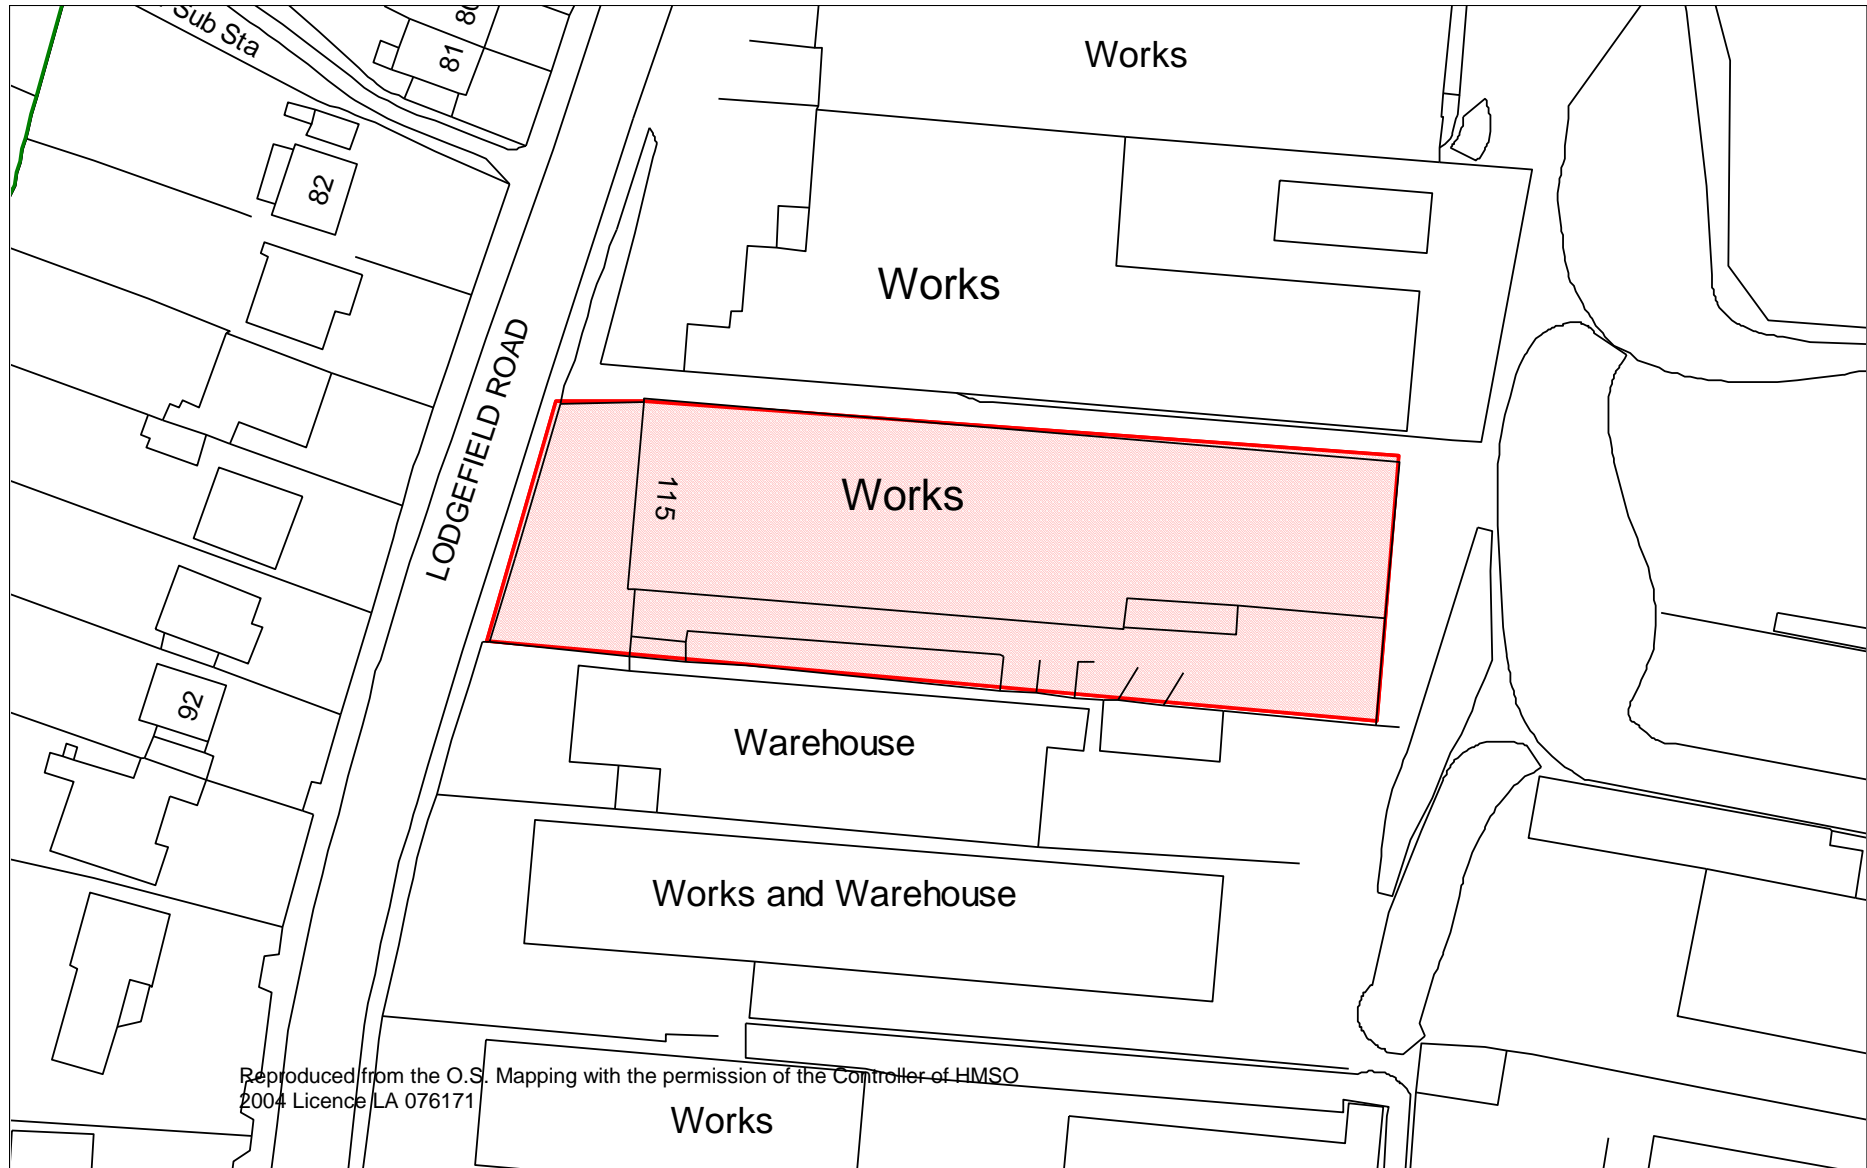 Sub Sta
80
81
Works
82
Works
LODGEFIELD ROAD
Works
115
92
Warehouse
Works and Warehouse
Reproduced from the O.S. Mapping with the permission of the Controller of HMSO
2004 Licence LA 076171
Works